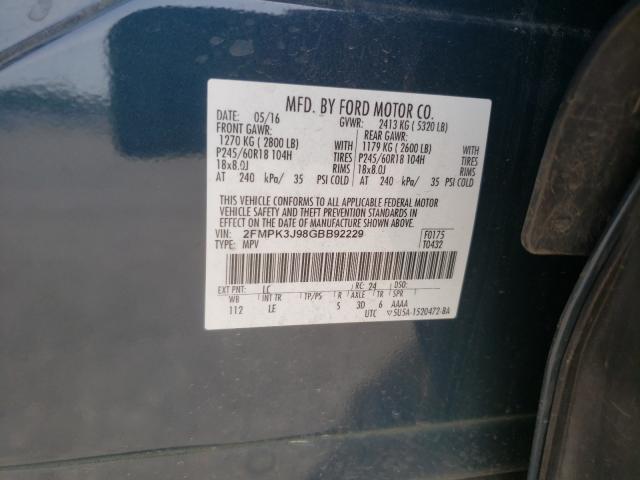 MFD. BY FORD MOTOR CO.
DATE: 05/16 GVWR: 2413 KG ( 5320 LB)
FRONT GAWR: REAR GAWR:
1270 KG ( 2800 LB) 1179 KG ( 2600 LB)
P245/60R18 104H TIRES P245/60R18 104H TIRES
18x8.0J RIMS 18x8.0J RIMS
AT 240 kPa/ 35 PSI COLD AT 240 kPa/ 35 PSI COLD
THIS VEHICLE CONFORMS TO ALL APPLICABLE FEDERAL MOTOR
VEHICLE SAFETY AND THEFT PREVENTION STANDARDS IN
EFFECT ON THE DATE OF MANUFACTURE SHOWN ABOVE.
VIN: 2FMPK3J98GBB92229 F0175
TYPE: MPV T0432
EXT PNT: LC RC: 24 DSO:
WB INT TR TP/PS R AXLE TR SPR
112 LE 5 3D 6 AAAA
UTC 5U5A-1520472-BA